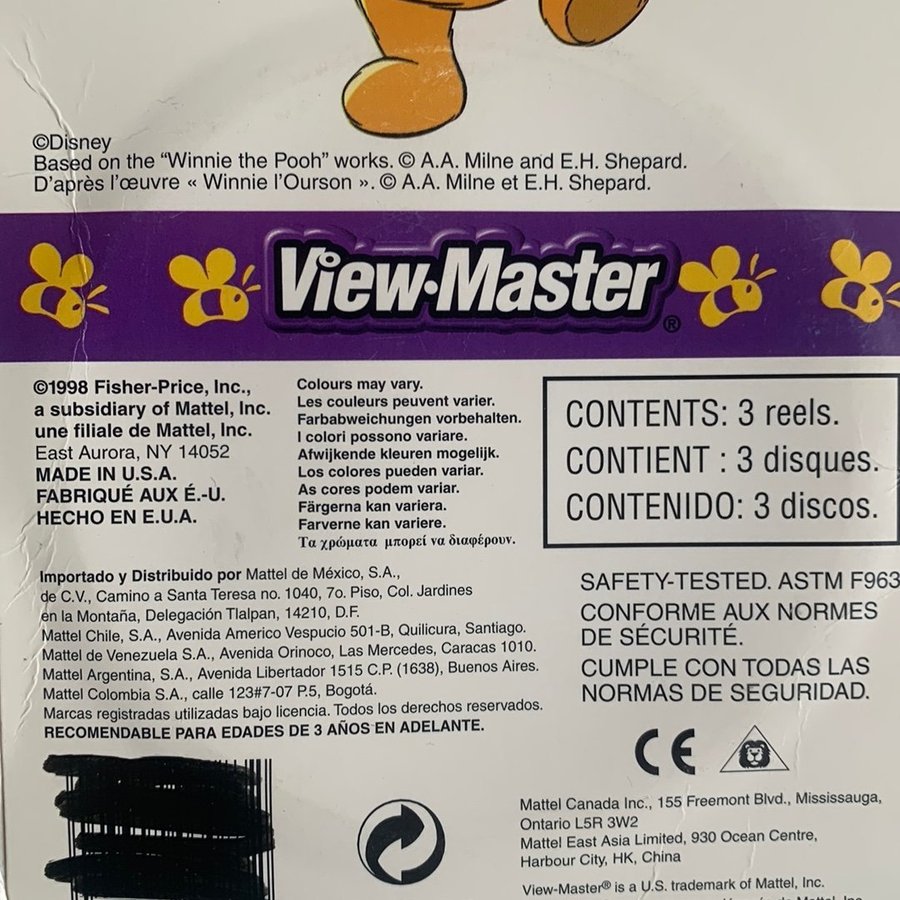 ©Disney
Based on the “Winnie the Pooh” works. © A.A. Milne and E.H. Shepard.
D’après l’œuvre « Winnie l’Ourson ». © A.A. Milne et E.H. Shepard.
View-Master®
©1998 Fisher-Price, Inc.,
a subsidiary of Mattel, Inc.
une filiale de Mattel, Inc.
East Aurora, NY 14052
MADE IN U.S.A.
FABRIQUÉ AUX É.-U.
HECHO EN E.U.A.
Colours may vary.
Les couleurs peuvent varier.
Farbabweichungen vorbehalten.
I colori possono variare.
Afwijkende kleuren mogelijk.
Los colores pueden variar.
As cores podem variar.
Färgerna kan variera.
Farverne kan variere.
Τα χρώματα μπορεί να διαφέρουν.
CONTENTS: 3 reels.
CONTIENT : 3 disques.
CONTENIDO: 3 discos.
Importado y Distribuido por Mattel de México, S.A.,
de C.V., Camino a Santa Teresa no. 1040, 7o. Piso, Col. Jardines
en la Montaña, Delegación Tlalpan, 14210, D.F.
Mattel Chile, S.A., Avenida Americo Vespucio 501-B, Quilicura, Santiago.
Mattel de Venezuela S.A., Avenida Orinoco, Las Mercedes, Caracas 1010.
Mattel Argentina, S.A., Avenida Libertador 1515 C.P. (1638), Buenos Aires.
Mattel Colombia S.A., calle 123#7-07 P.5, Bogotá.
Marcas registradas utilizadas bajo licencia. Todos los derechos reservados.
RECOMENDABLE PARA EDADES DE 3 AÑOS EN ADELANTE.
SAFETY-TESTED. ASTM F963
CONFORME AUX NORMES
DE SÉCURITÉ.
CUMPLE CON TODAS LAS
NORMAS DE SEGURIDAD.
CE
Mattel Canada Inc., 155 Freemont Blvd., Mississauga,
Ontario L5R 3W2
Mattel East Asia Limited, 930 Ocean Centre,
Harbour City, HK, China
View-Master® is a U.S. trademark of Mattel, Inc.